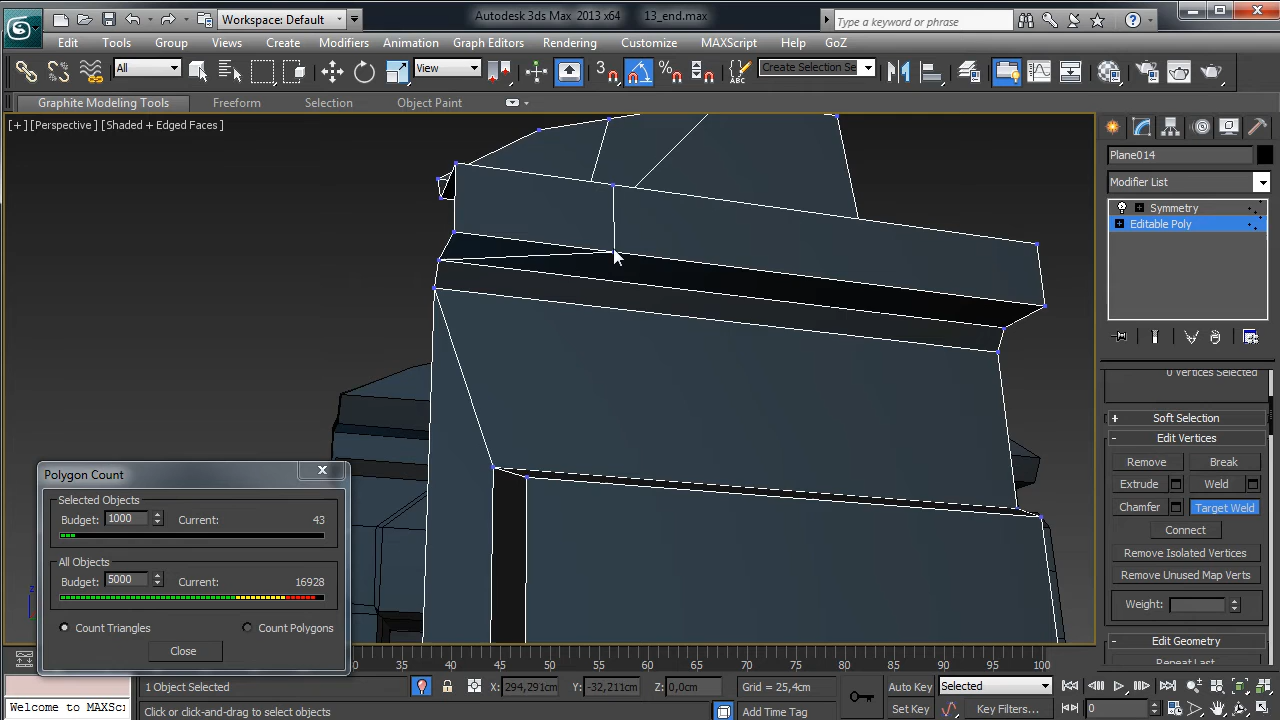 Workspace: Default
Autodesk 3ds Max 2013 x64 13_end.max
Type a keyword or phrase
Edit Tools Group Views Create Modifiers Animation Graph Editors Rendering Customize MAXScript Help GoZ
All
View
3
Create Selection Se
Graphite Modeling Tools Freeform Selection Object Paint
[ + ] [Perspective ] [Shaded + Edged Faces ]
Plane014
Modifier List
Symmetry
Editable Poly
0 Vertices Selected
+ Soft Selection
- Edit Vertices
Remove Break
Extrude Weld
Chamfer Target Weld
Connect
Remove Isolated Vertices
Remove Unused Map Verts
Weight:
- Edit Geometry
Repeat Last
Polygon Count
Selected Objects
Budget: 1000 Current: 43
All Objects
Budget: 5000 Current: 16928
Count Triangles Count Polygons
Close
35 40 45 50 55 60 65 70 75 80 85 90 95 100
1 Object Selected X: 294,291cm Y: -32,211cm Z: 0,0cm Grid = 25,4cm Auto Key Selected
Welcome to MAXSc Click or click-and-drag to select objects Add Time Tag Set Key Key Filters... 0